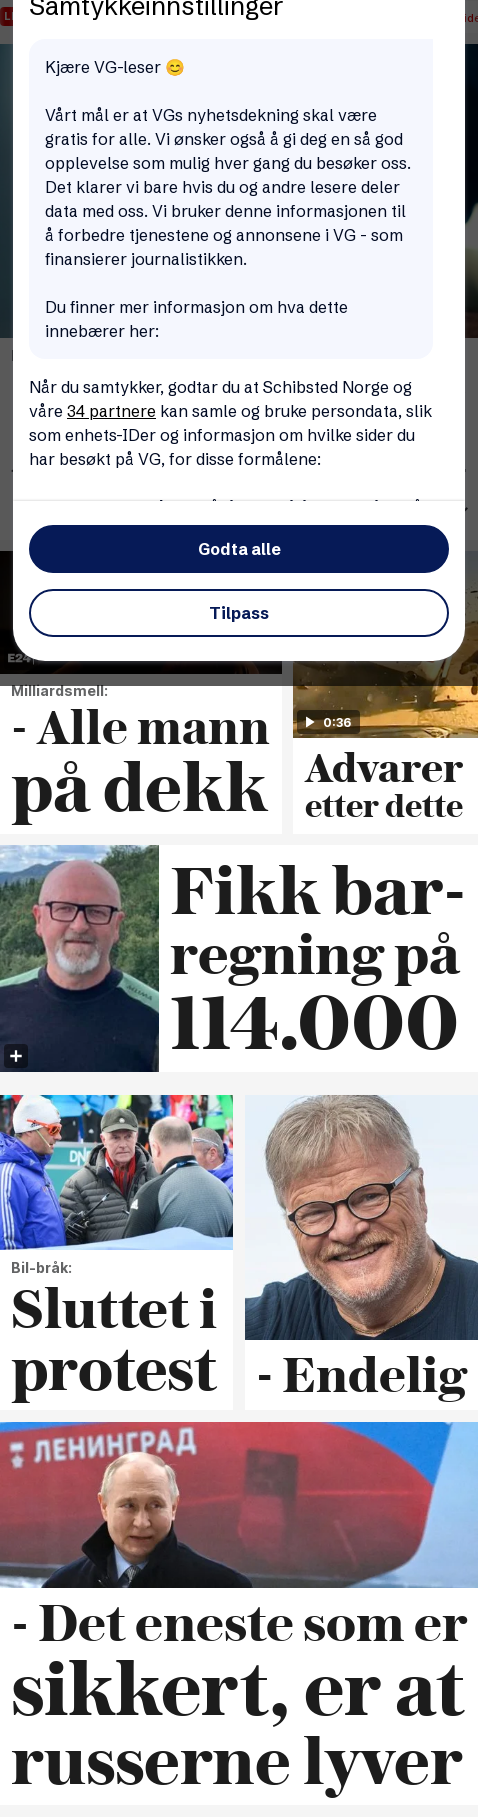 Samtykkeinnstillinger
Kjære VG-leser 😊
Vårt mål er at VGs nyhetsdekning skal være
gratis for alle. Vi ønsker også å gi deg en så god
opplevelse som mulig hver gang du besøker oss.
Det klarer vi bare hvis du og andre lesere deler
data med oss. Vi bruker denne informasjonen til
å forbedre tjenestene og annonsene i VG - som
finansierer journalistikken.
Du finner mer informasjon om hva dette
innebærer her:
Når du samtykker, godtar du at Schibsted Norge og
våre 34 partnere kan samle og bruke persondata, slik
som enhets-IDer og informasjon om hvilke sider du
har besøkt på VG, for disse formålene:
Godta alle
Tilpass
E24
Milliardsmell:
- Alle mann
på dekk
0:36
Advarer
etter dette
Fikk bar-
regning på
114.000
Bil-bråk:
Sluttet i
protest
- Endelig
ЛЕНИНГРАД
- Det eneste som er
sikkert, er at
russerne lyver